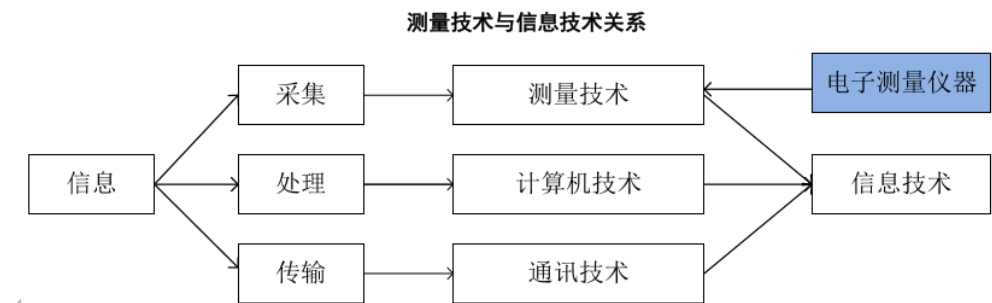 测量技术与信息技术关系
采集
测量技术
电子测量仪器
信息
处理
计算机技术
信息技术
传输
通讯技术